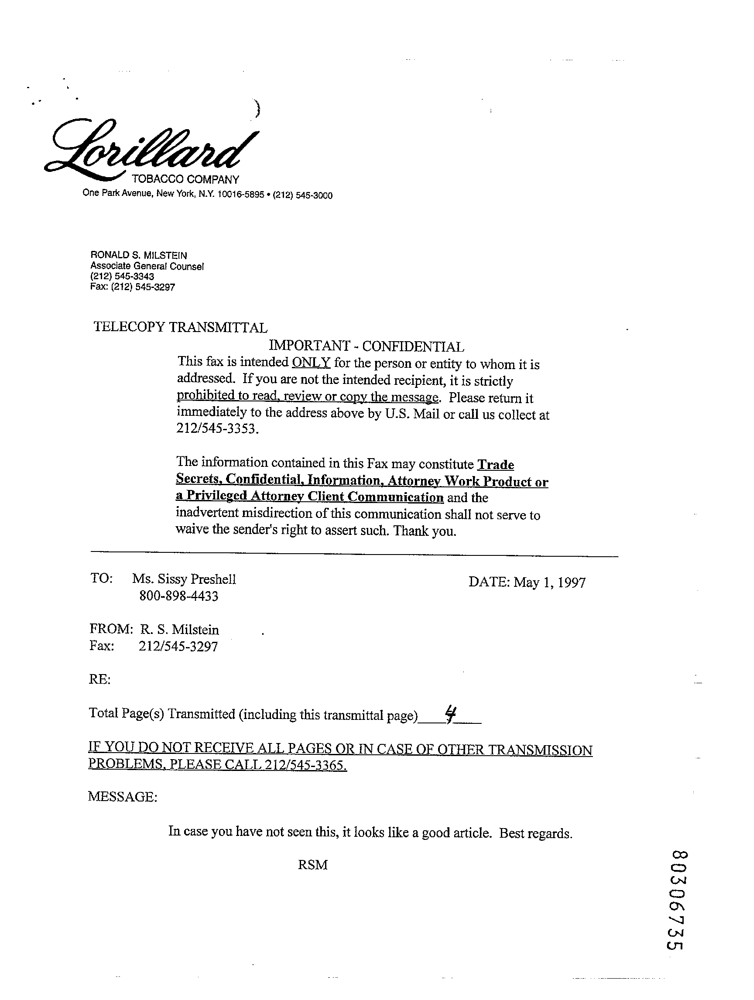 Lorillard
TOBACCO COMPANY
One Park Avenue, New York, N.Y. 10016-5895 • (212) 545-3000
RONALD S. MILSTEIN
Associate General Counsel
(212) 545-3343
Fax: (212) 545-3297
TELECOPY TRANSMITTAL
IMPORTANT - CONFIDENTIAL
This fax is intended ONLY for the person or entity to whom it is
addressed. If you are not the intended recipient, it is strictly
prohibited to read, review or copy the message. Please return it
immediately to the address above by U.S. Mail or call us collect at
212/545-3353.
The information contained in this Fax may constitute Trade
Secrets, Confidential, Information, Attorney Work Product or
a Privileged Attorney Client Communication and the
inadvertent misdirection of this communication shall not serve to
waive the sender's right to assert such. Thank you.
TO: Ms. Sissy Preshell DATE: May 1, 1997
800-898-4433
FROM: R. S. Milstein
Fax: 212/545-3297
RE:
Total Page(s) Transmitted (including this transmittal page) 4
IF YOU DO NOT RECEIVE ALL PAGES OR IN CASE OF OTHER TRANSMISSION
PROBLEMS, PLEASE CALL 212/545-3365.
MESSAGE:
In case you have not seen this, it looks like a good article. Best regards.
RSM
80306735